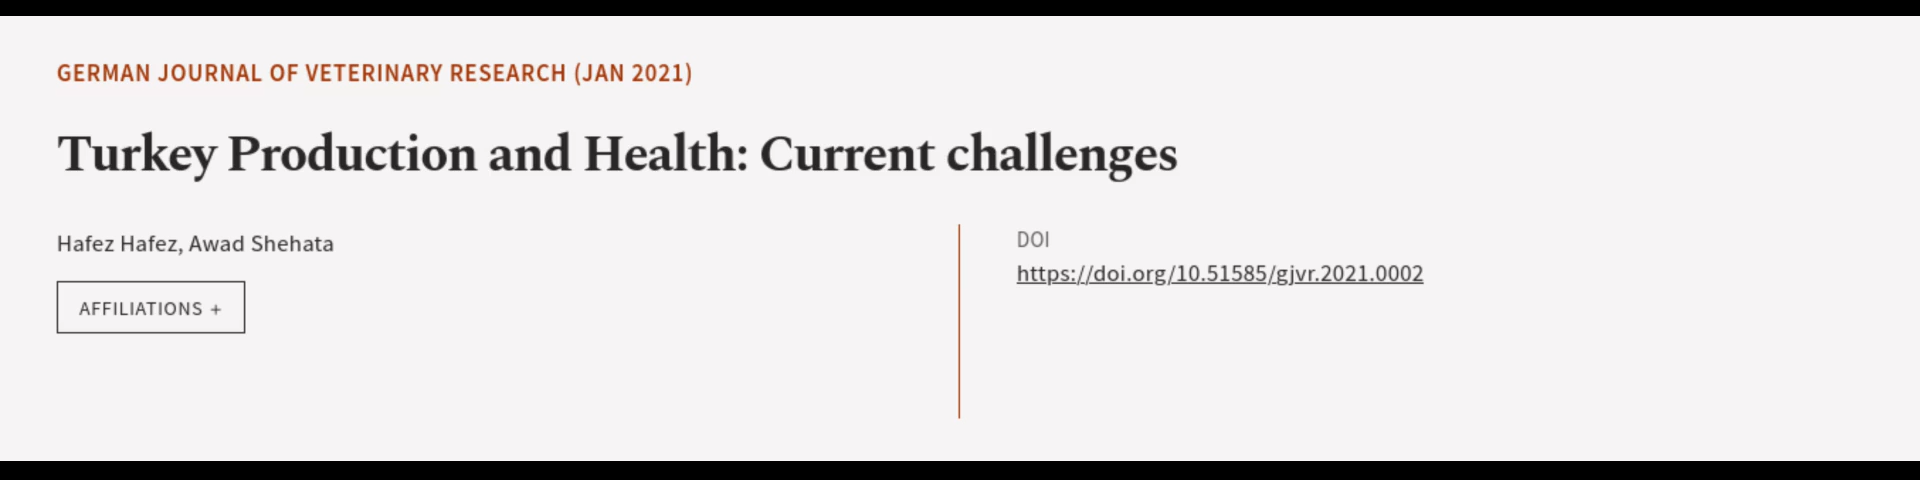 GERMAN JOURNAL OF VETERINARY RESEARCH (JAN 2021)
Turkey Production and Health: Current challenges
Hafez Hafez, Awad Shehata
AFFILIATIONS +
DOI
https://doi.org/10.51585/gjvr.2021.0002